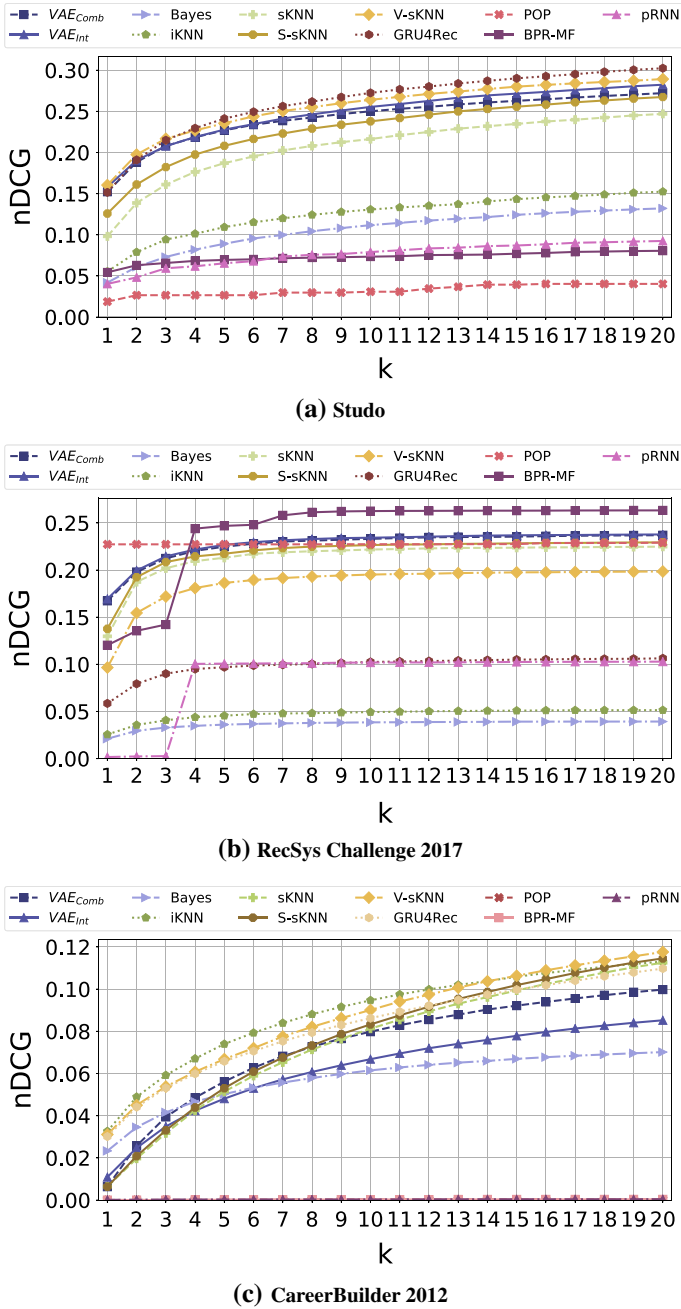 VAE_Comb Bayes sKNN V-sKNN POP pRNN
VAE_Int iKNN S-sKNN GRU4Rec BPR-MF
0.30
0.25
0.20
0.15
0.10
0.05
0.00
nDCG
1 2 3 4 5 6 7 8 9 10 11 12 13 14 15 16 17 18 19 20
k
(a) Studo
VAE_Comb Bayes sKNN V-sKNN POP pRNN
VAE_Int iKNN S-sKNN GRU4Rec BPR-MF
0.25
0.20
0.15
0.10
0.05
0.00
nDCG
1 2 3 4 5 6 7 8 9 10 11 12 13 14 15 16 17 18 19 20
k
(b) RecSys Challenge 2017
VAE_Comb Bayes sKNN V-sKNN POP pRNN
VAE_Int iKNN S-sKNN GRU4Rec BPR-MF
0.12
0.10
0.08
0.06
0.04
0.02
0.00
nDCG
1 2 3 4 5 6 7 8 9 10 11 12 13 14 15 16 17 18 19 20
k
(c) CareerBuilder 2012